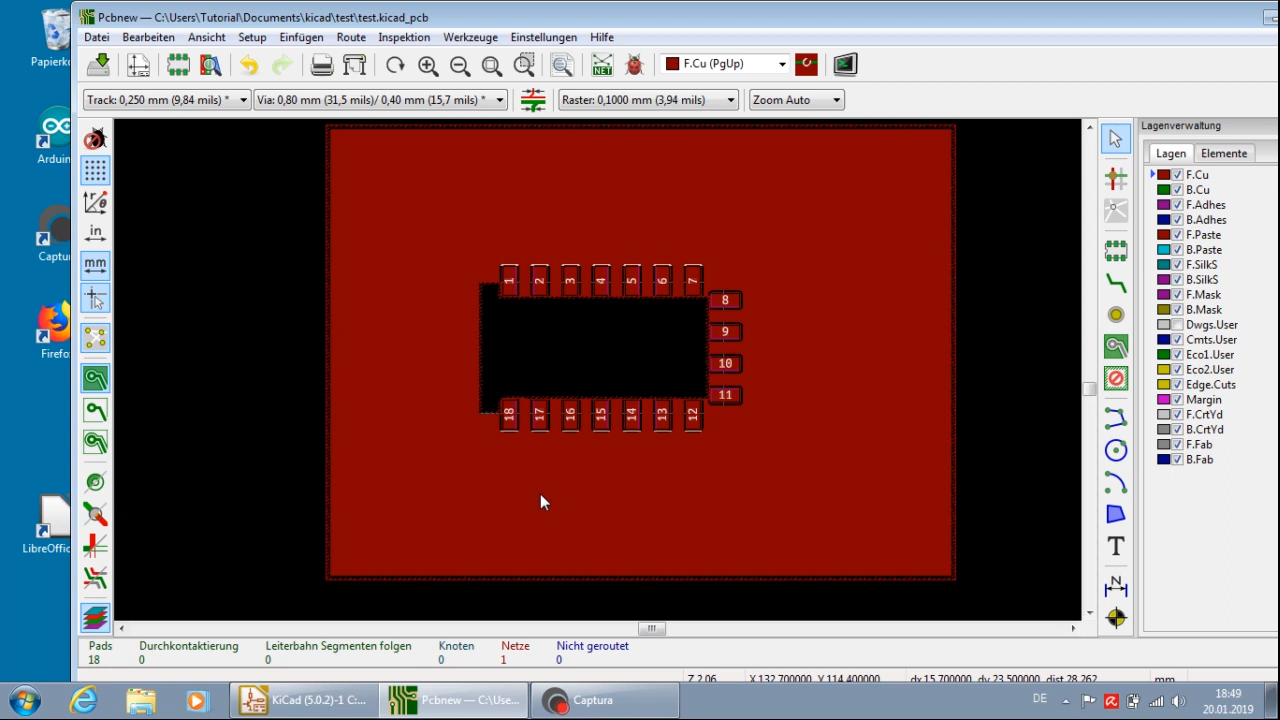 Papierko
Arduin
Captur
Firefo
LibreOffic
Pcbnew — C:\Users\Tutorial\Documents\kicad\test\test.kicad_pcb
Datei Bearbeiten Ansicht Setup Einfügen Route Inspektion Werkzeuge Einstellungen Hilfe
NET
F.Cu (PgUp)
Track: 0,250 mm (9,84 mils) *
Via: 0,80 mm (31,5 mils)/ 0,40 mm (15,7 mils) *
Raster: 0,1000 mm (3,94 mils)
Zoom Auto
in
mm
1 2 3 4 5 6 7
8
9
10
11
18 17 16 15 14 13 12
T
N
Lagenverwaltung
Lagen Elemente
F.Cu
B.Cu
F.Adhes
B.Adhes
F.Paste
B.Paste
F.SilkS
B.SilkS
F.Mask
B.Mask
Dwgs.User
Cmts.User
Eco1.User
Eco2.User
Edge.Cuts
Margin
F.CrtYd
B.CrtYd
F.Fab
B.Fab
Pads Durchkontaktierung Leiterbahn Segmenten folgen Knoten Netze Nicht geroutet
18 0 0 0 1 0
Z 2.06 X 132.700000 Y 114.400000 dx 15.700000 dy 23.500000 dist 28.262 mm
KiCad (5.0.2)-1 C:...
Pcbnew — C:\Use...
Captura
DE
18:49
20.01.2019